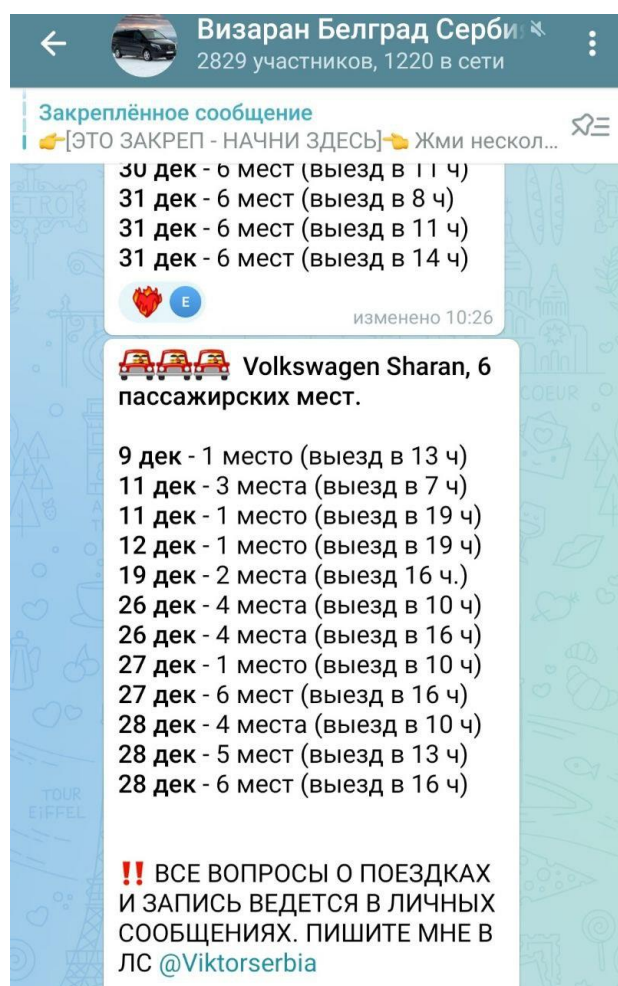 Визаран Белград Серби
2829 участников, 1220 в сети
Закреплённое сообщение
👉[ЭТО ЗАКРЕП - НАЧНИ ЗДЕСЬ]👈 Жми нескол...
30 дек - 6 мест (выезд в 11 ч)
31 дек - 6 мест (выезд в 8 ч)
31 дек - 6 мест (выезд в 11 ч)
31 дек - 6 мест (выезд в 14 ч)
Е
изменено 10:26
Volkswagen Sharan, 6
пассажирских мест.
9 дек - 1 место (выезд в 13 ч)
11 дек - 3 места (выезд в 7 ч)
11 дек - 1 место (выезд в 19 ч)
12 дек - 1 место (выезд в 19 ч)
19 дек - 2 места (выезд 16 ч.)
26 дек - 4 места (выезд в 10 ч)
26 дек - 4 места (выезд в 16 ч)
27 дек - 1 место (выезд в 10 ч)
27 дек - 6 мест (выезд в 16 ч)
28 дек - 4 места (выезд в 10 ч)
28 дек - 5 мест (выезд в 13 ч)
28 дек - 6 мест (выезд в 16 ч)
TOUR
EIFFEL
‼️ ВСЕ ВОПРОСЫ О ПОЕЗДКАХ
И ЗАПИСЬ ВЕДЕТСЯ В ЛИЧНЫХ
СООБЩЕНИЯХ. ПИШИТЕ МНЕ В
ЛС @Viktorserbia